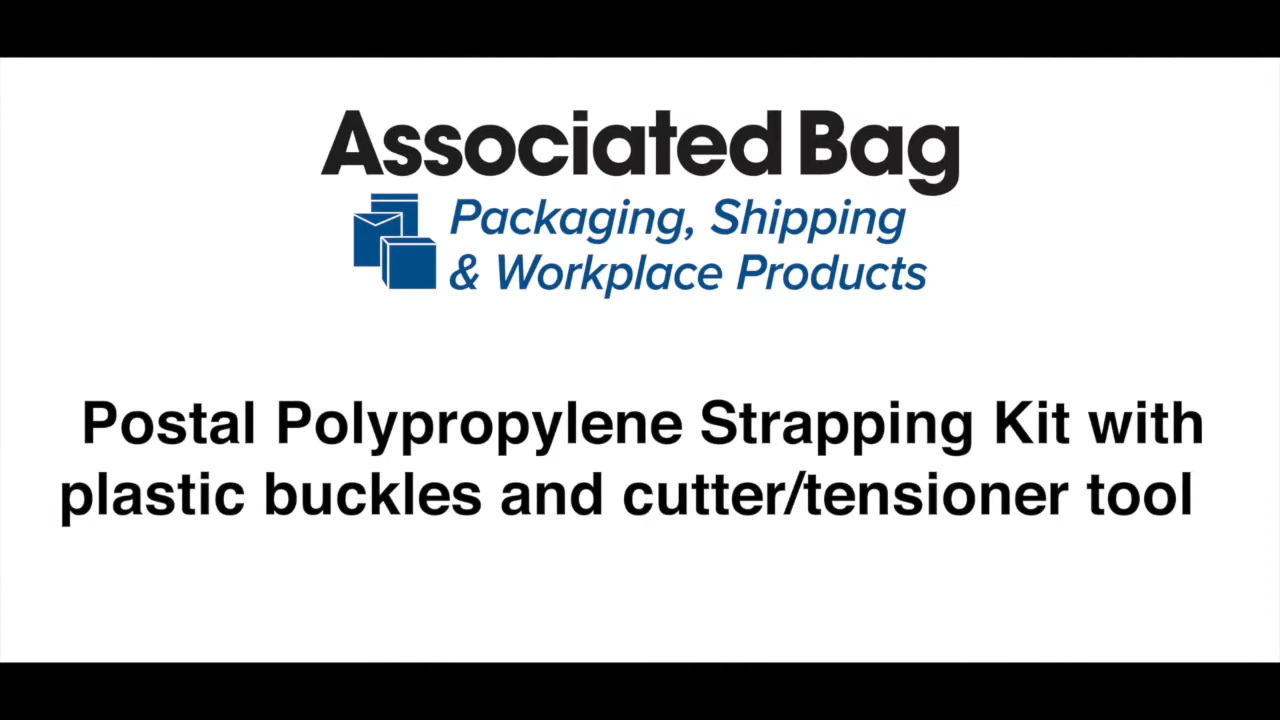 Associated Bag
Packaging, Shipping
& Workplace Products
Postal Polypropylene Strapping Kit with
plastic buckles and cutter/tensioner tool